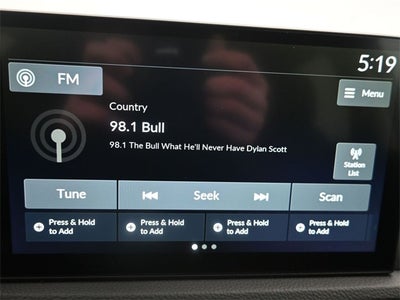 5:19
FM
Menu
Country
98.1 Bull
98.1 The Bull What He'll Never Have Dylan Scott
Station
List
Tune
Seek
Scan
Press & Hold
to Add
Press & Hold
to Add
Press & Hold
to Add
Press & Hold
to Add